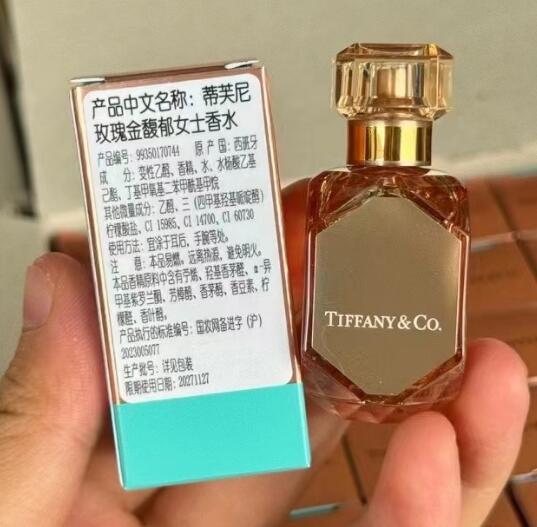 产品中文名称：蒂芙尼
玫瑰金馥郁女士香水
产品编号：99350170744 原产国：西班牙
成 分：变性乙醇、香精、水、水杨酸乙基
己酯、丁基甲氧基二苯甲酰基甲烷
其他微量成分：乙醇、三（四甲基羟基哌啶醇）
柠檬酸盐、CI 15985、CI 14700、CI 60730
使用方法：宜涂于耳后、手腕等处。
注 意：本品易燃。远离热源，避免明火。
本品香精原料中含有苧烯、羟基香茅醛、α-异
甲基紫罗兰酮、芳樟醇、香茅醇、香豆素、柠
檬醛、香叶醇。
产品执行的标准编号：国妆网备进字（沪）
2023005077
生产批号：详见包装
限期使用日期：20271127
TIFFANY & CO.